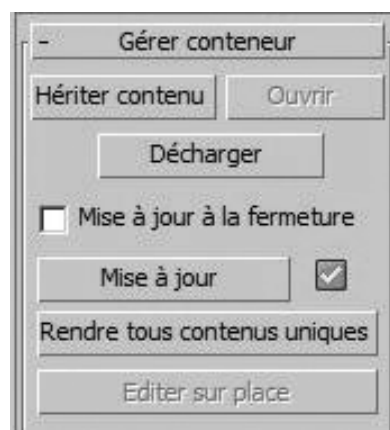 - Gérer conteneur
Hériter contenu Ouvrir
Décharger
Mise à jour à la fermeture
Mise à jour
Rendre tous contenus uniques
Editer sur place